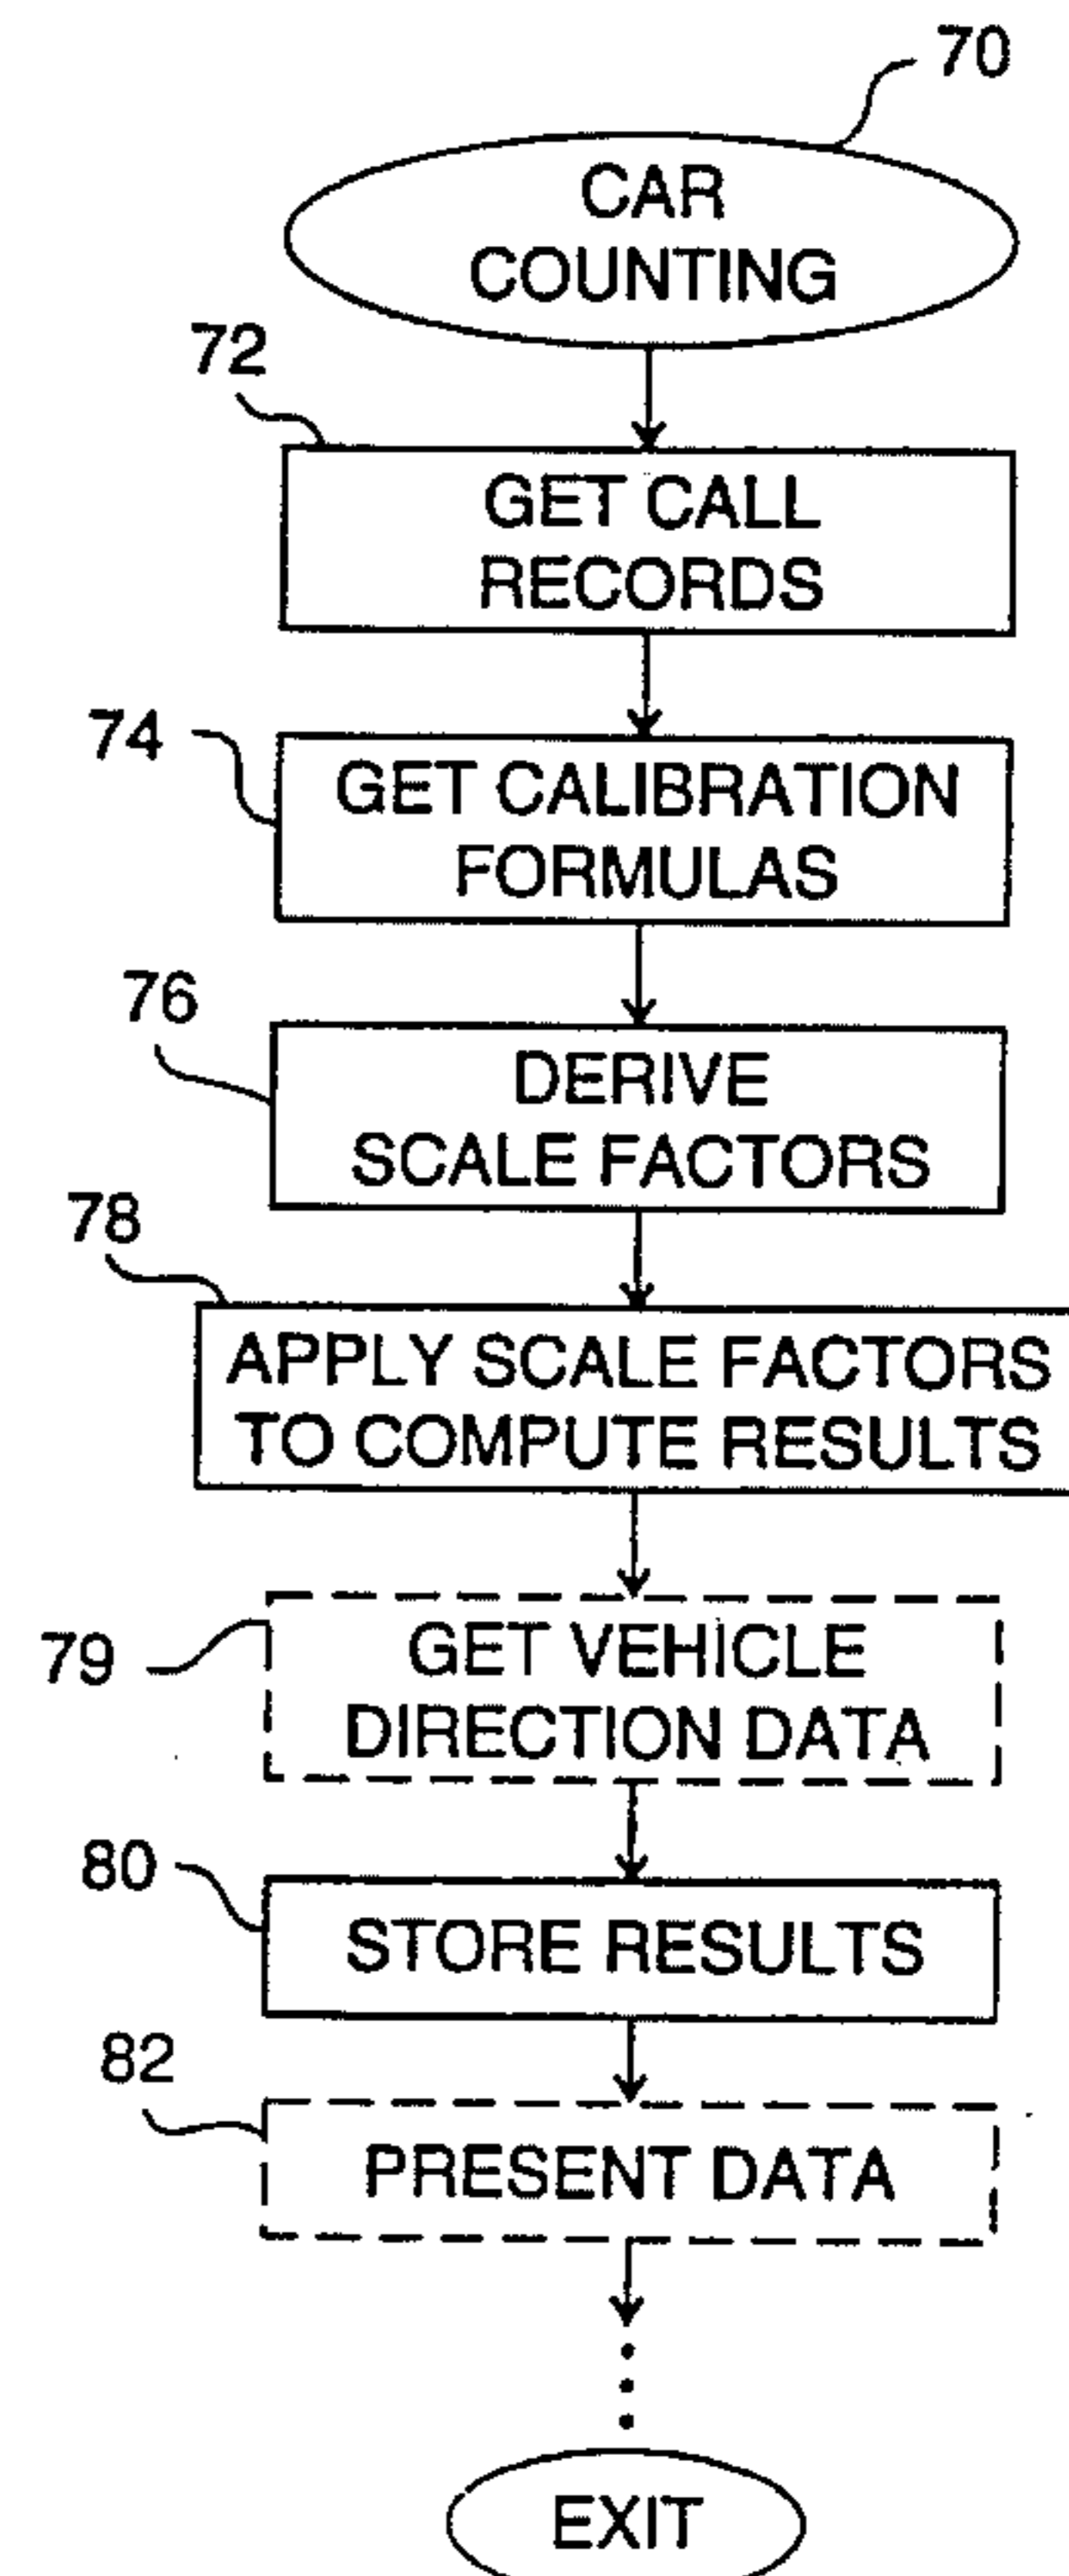 70
CAR
COUNTING
72
GET CALL
RECORDS
74
GET CALIBRATION
FORMULAS
76
DERIVE
SCALE FACTORS
78
APPLY SCALE FACTORS
TO COMPUTE RESULTS
79
GET VEHICLE
DIRECTION DATA
80
STORE RESULTS
82
PRESENT DATA
EXIT